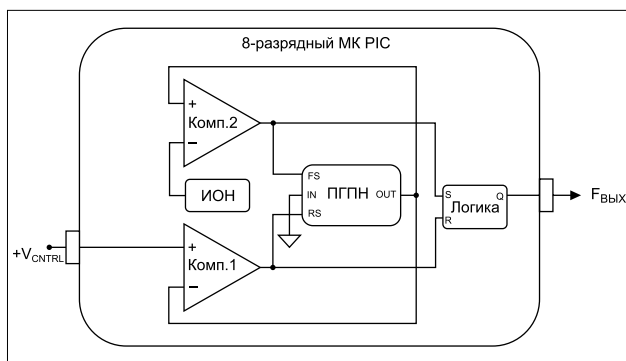 8-разрядный МК PIC
+
Комп.2
−
ИОН
FS
IN
RS
ПГПН
OUT
S
R
Q
Логика
F_ВЫХ
+V_CNTRL
+
Комп.1
−